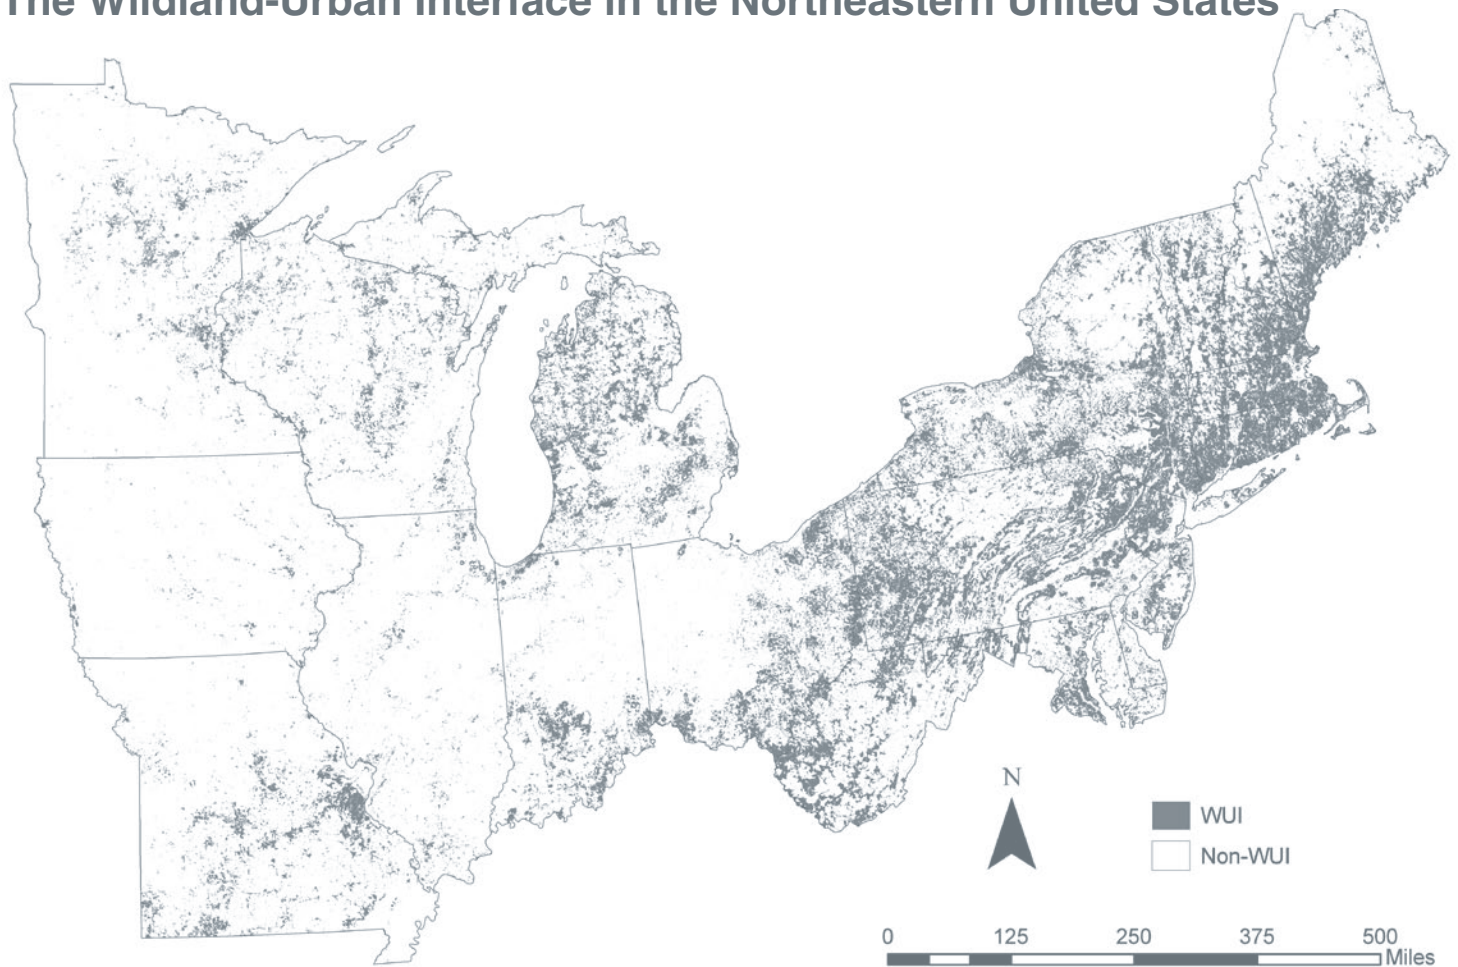 The Wildland-Urban Interface in the Northeastern United States
N
WUI
Non-WUI
0 125 250 375 500
Miles